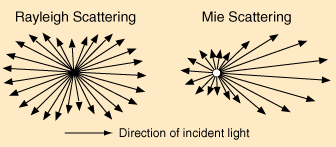 Rayleigh Scattering
Mie Scattering
Direction of incident light